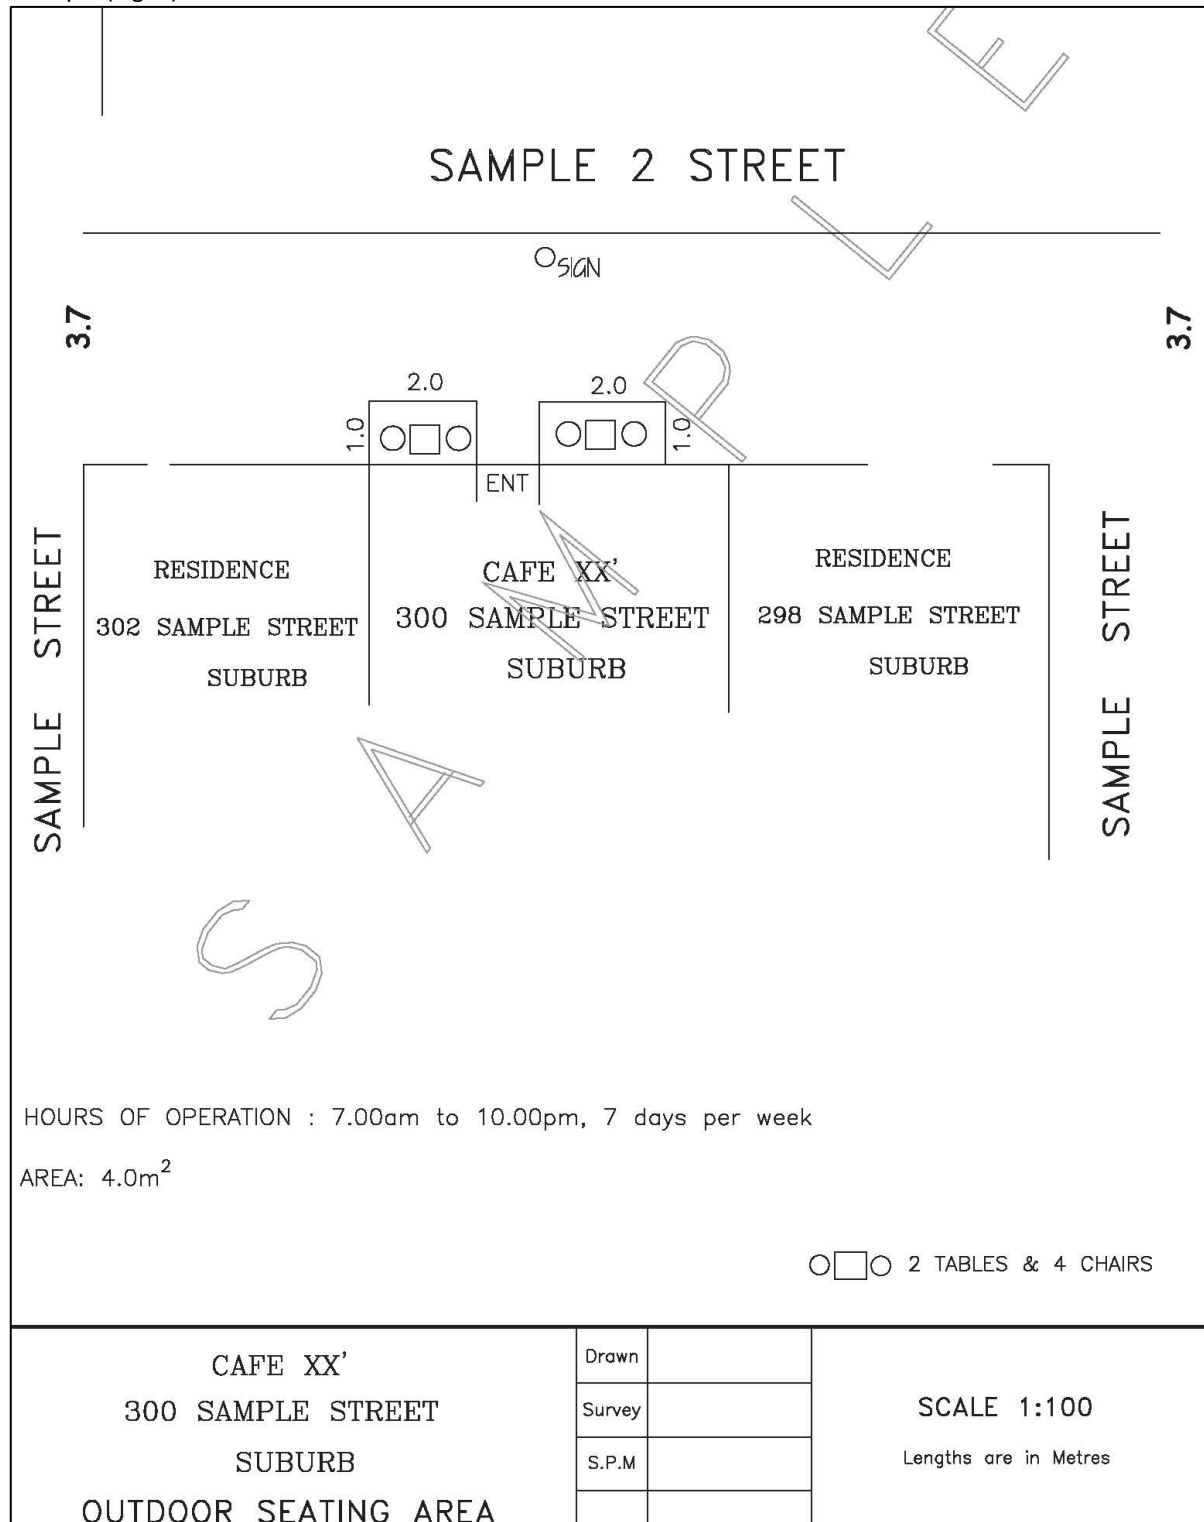 SAMPLE 2 STREET
SIGN
3.7
3.7
2.0
2.0
1.0
1.0
ENT
SAMPLE STREET
RESIDENCE
302 SAMPLE STREET
SUBURB
CAFE XX'
300 SAMPLE STREET
SUBURB
RESIDENCE
298 SAMPLE STREET
SUBURB
SAMPLE STREET
SAMPLE
HOURS OF OPERATION : 7.00am to 10.00pm, 7 days per week
AREA: 4.0m²
2 TABLES & 4 CHAIRS
CAFE XX'
300 SAMPLE STREET
SUBURB
OUTDOOR SEATING AREA
Drawn
Survey
S.P.M
SCALE 1:100
Lengths are in Metres